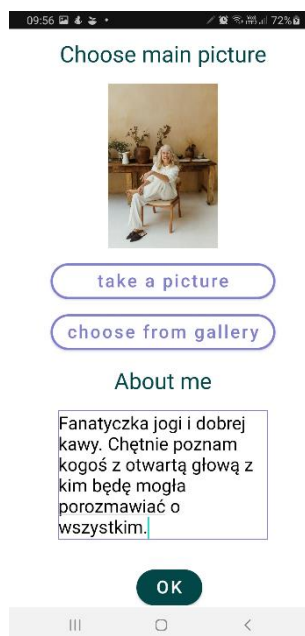 09:56
72%
Choose main picture
take a picture
choose from gallery
About me
Fanatyczka jogi i dobrej
kawy. Chętnie poznam
kogoś z otwartą głową z
kim będę mogła
porozmawiać o
wszystkim.
OK